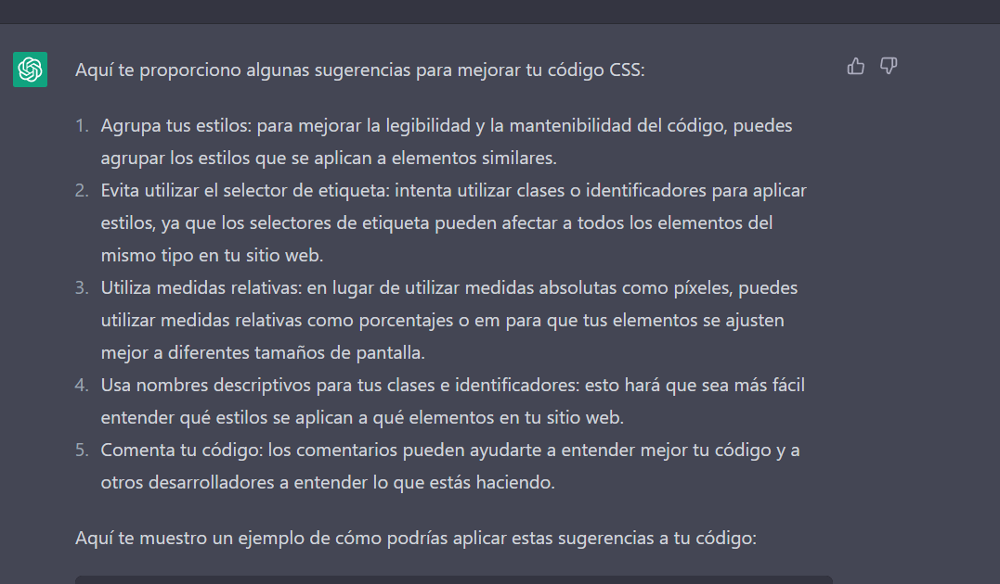 Aquí te proporciono algunas sugerencias para mejorar tu código CSS:
1. Agrupa tus estilos: para mejorar la legibilidad y la mantenibilidad del código, puedes
agrupar los estilos que se aplican a elementos similares.
2. Evita utilizar el selector de etiqueta: intenta utilizar clases o identificadores para aplicar
estilos, ya que los selectores de etiqueta pueden afectar a todos los elementos del
mismo tipo en tu sitio web.
3. Utiliza medidas relativas: en lugar de utilizar medidas absolutas como píxeles, puedes
utilizar medidas relativas como porcentajes o em para que tus elementos se ajusten
mejor a diferentes tamaños de pantalla.
4. Usa nombres descriptivos para tus clases e identificadores: esto hará que sea más fácil
entender qué estilos se aplican a qué elementos en tu sitio web.
5. Comenta tu código: los comentarios pueden ayudarte a entender mejor tu código y a
otros desarrolladores a entender lo que estás haciendo.
Aquí te muestro un ejemplo de cómo podrías aplicar estas sugerencias a tu código: